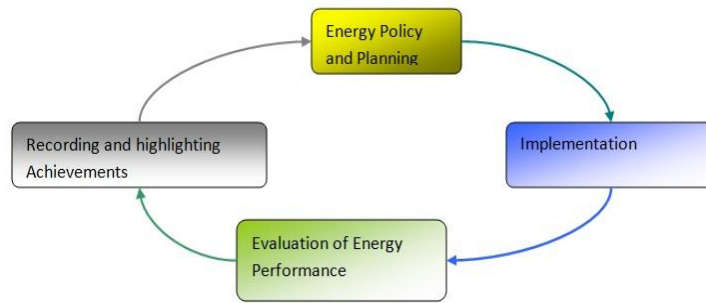 Energy Policy
and Planning
Recording and highlighting
Achievements
Implementation
Evaluation of Energy
Performance